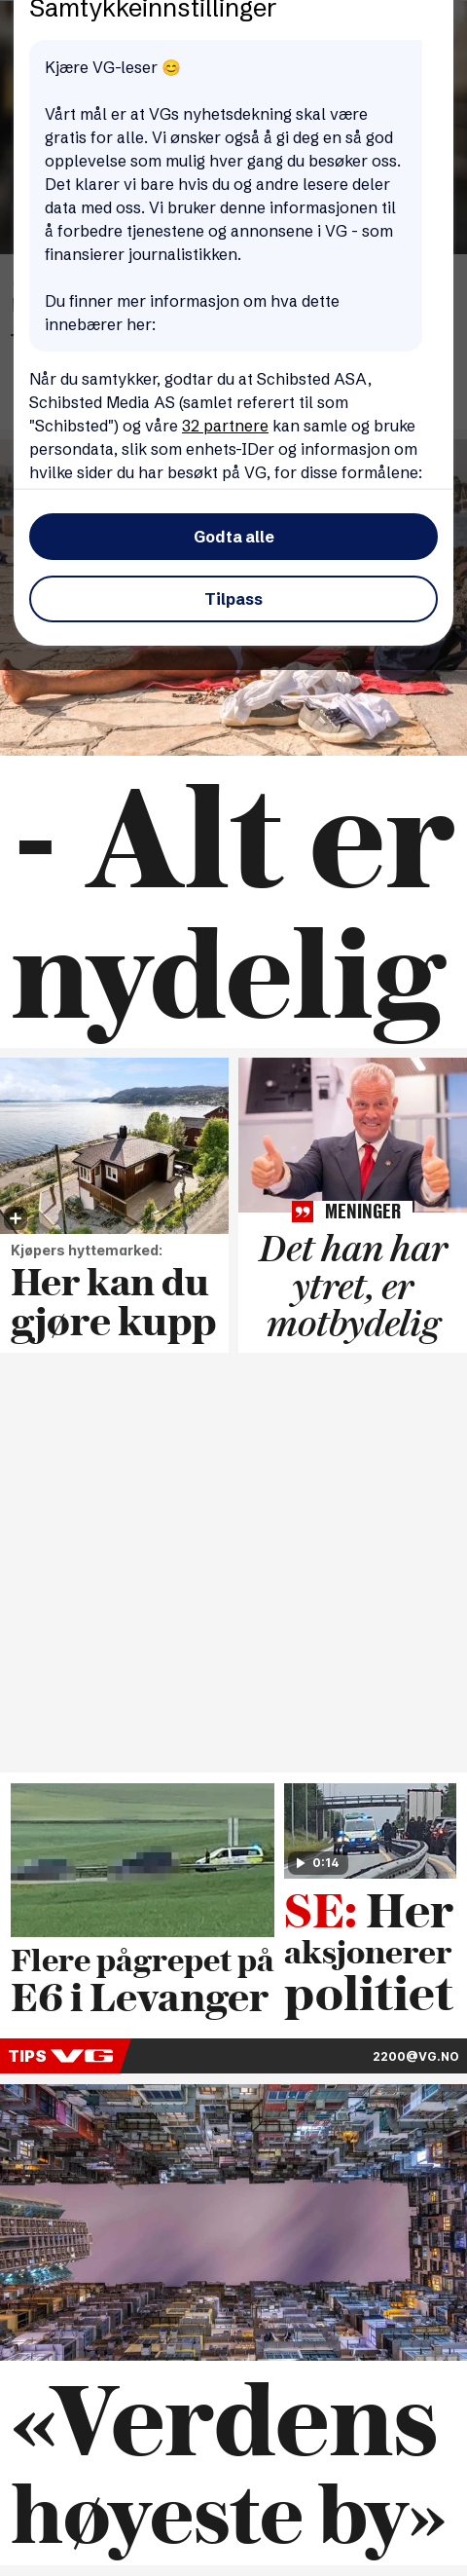 Samtykkeinnstillinger
Kjære VG-leser 😊
Vårt mål er at VGs nyhetsdekning skal være
gratis for alle. Vi ønsker også å gi deg en så god
opplevelse som mulig hver gang du besøker oss.
Det klarer vi bare hvis du og andre lesere deler
data med oss. Vi bruker denne informasjonen til
å forbedre tjenestene og annonsene i VG - som
finansierer journalistikken.
Du finner mer informasjon om hva dette
innebærer her:
Når du samtykker, godtar du at Schibsted ASA,
Schibsted Media AS (samlet referert til som
"Schibsted") og våre 32 partnere kan samle og bruke
persondata, slik som enhets-IDer og informasjon om
hvilke sider du har besøkt på VG, for disse formålene:
Godta alle
Tilpass
- Alt er
nydelig
Kjøpers hyttemarked:
Her kan du
gjøre kupp
MENINGER
Det han har
ytret, er
motbydelig
Flere pågrepet på
E6 i Levanger
0:14
SE: Her
aksjonerer
politiet
TIPS VG
2200@VG.NO
«Verdens
høyeste by»